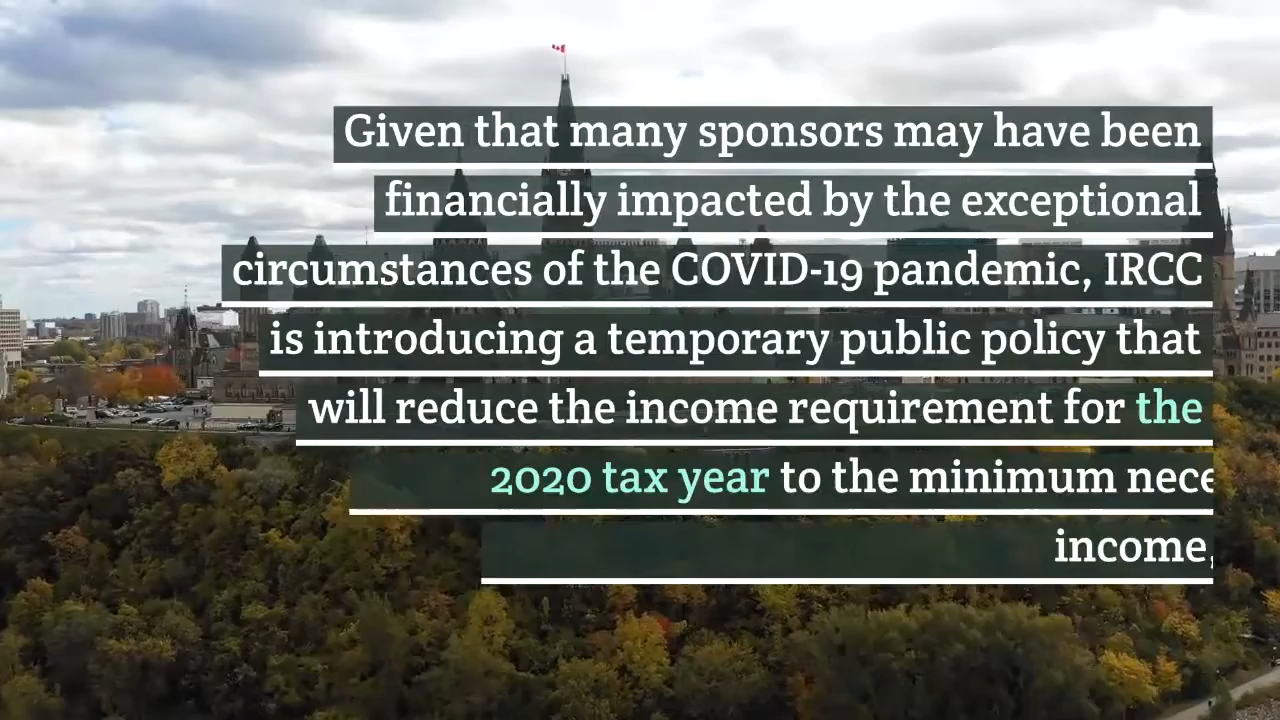 Given that many sponsors may have been
financially impacted by the exceptional
circumstances of the COVID-19 pandemic, IRCC
is introducing a temporary public policy that
will reduce the income requirement for the
2020 tax year to the minimum nece
income,